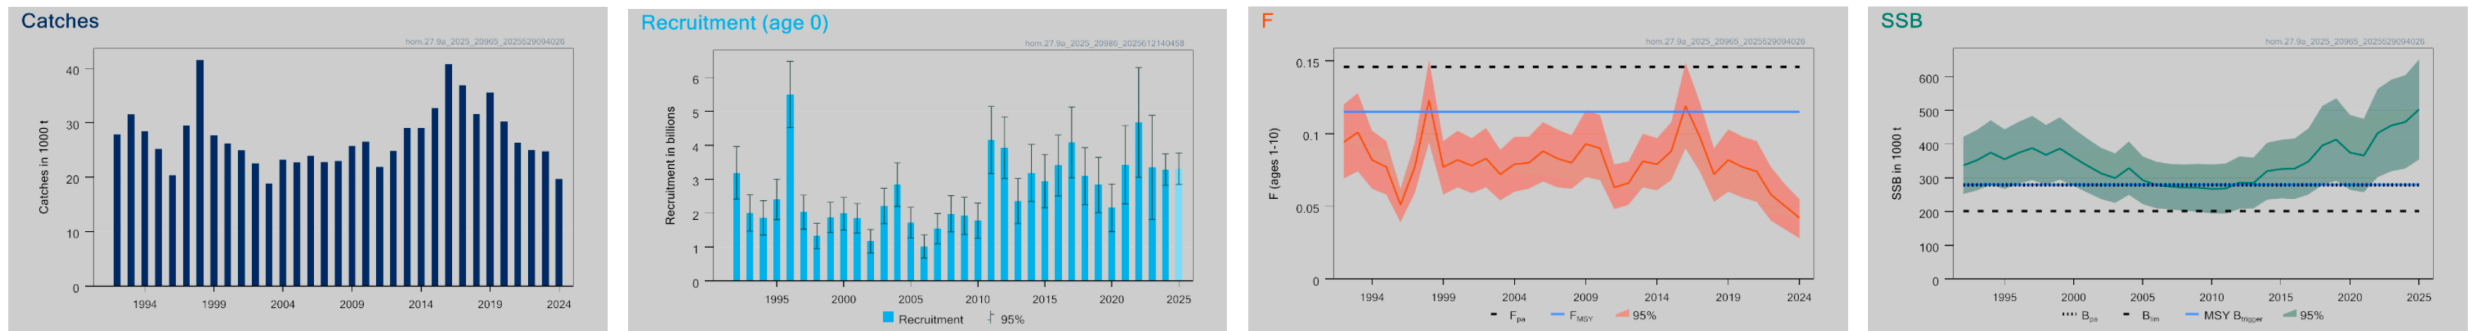 Catches
hom.27.9a_2025_20965_2025529094026
Catches in 1000 t
40
30
20
10
0
1994 1999 2004 2009 2014 2019 2024
Recruitment (age 0)
hom.27.9a_2025_20986_2025612140458
Recruitment in billions
6
5
4
3
2
1
0
1995 2000 2005 2010 2015 2020 2025
Recruitment 95%
F
hom.27.9a_2025_20965_2025529094026
F (ages 1-10)
0.15
0.1
0.05
0
1994 1999 2004 2009 2014 2019 2024
Fpa FMSY 95%
SSB
hom.27.9a_2025_20965_2025529094026
SSB in 1000 t
600
500
400
300
200
100
0
1995 2000 2005 2010 2015 2020 2025
Bpa Blim MSY Btrigger 95%